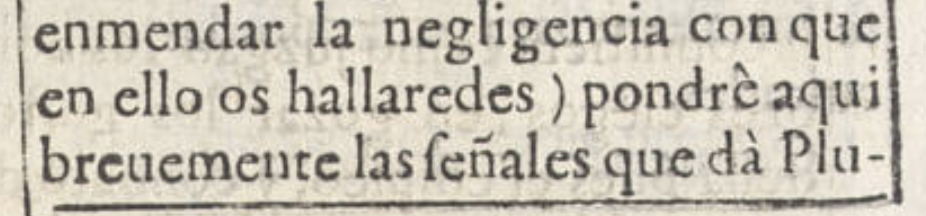 enmendar la negligencia con que
en ello os hallaredes ) pondrè aqui
breuemente las ſeñales que dà Plu-